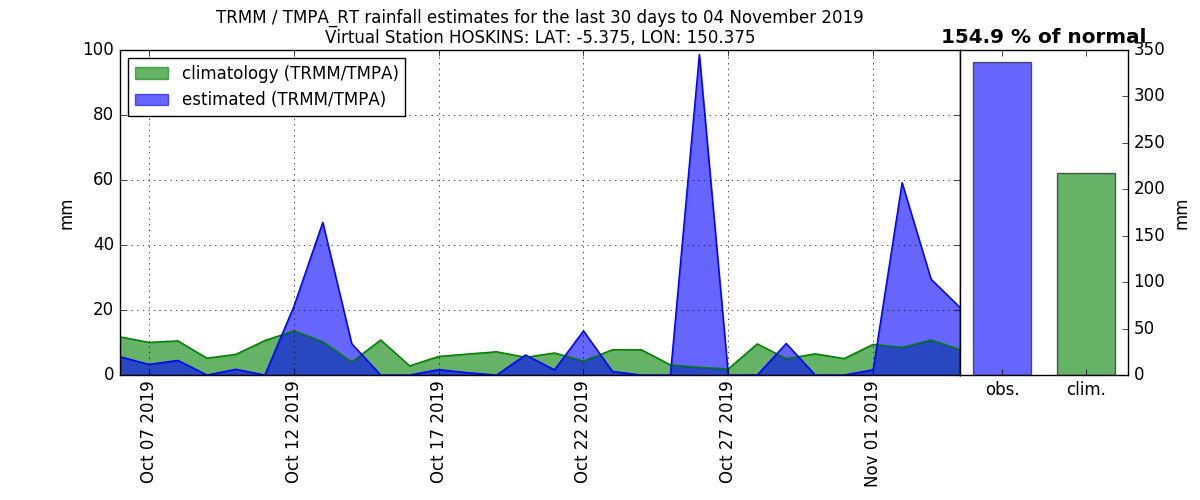 TRMM / TMPA_RT rainfall estimates for the last 30 days to 04 November 2019
Virtual Station HOSKINS: LAT: -5.375, LON: 150.375
154.9 % of normal
climatology (TRMM/TMPA)
estimated (TRMM/TMPA)
100
80
60
40
20
0
mm
Oct 07 2019
Oct 12 2019
Oct 17 2019
Oct 22 2019
Oct 27 2019
Nov 01 2019
350
300
250
200
150
100
50
0
mm
obs.
clim.